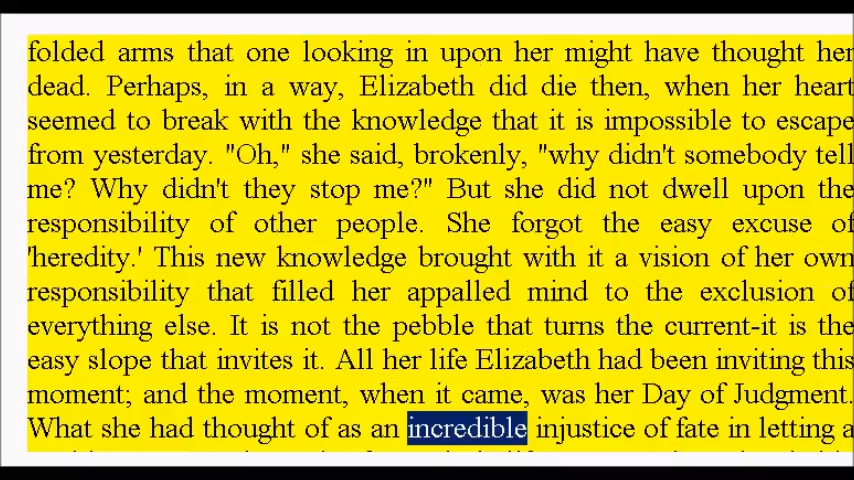 folded arms that one looking in upon her might have thought her
dead. Perhaps, in a way, Elizabeth did die then, when her heart
seemed to break with the knowledge that it is impossible to escape
from yesterday. "Oh," she said, brokenly, "why didn't somebody tell
me? Why didn't they stop me?" But she did not dwell upon the
responsibility of other people. She forgot the easy excuse of
'heredity.' This new knowledge brought with it a vision of her own
responsibility that filled her appalled mind to the exclusion of
everything else. It is not the pebble that turns the current-it is the
easy slope that invites it. All her life Elizabeth had been inviting this
moment; and the moment, when it came, was her Day of Judgment.
What she had thought of as an incredible injustice of fate in letting a